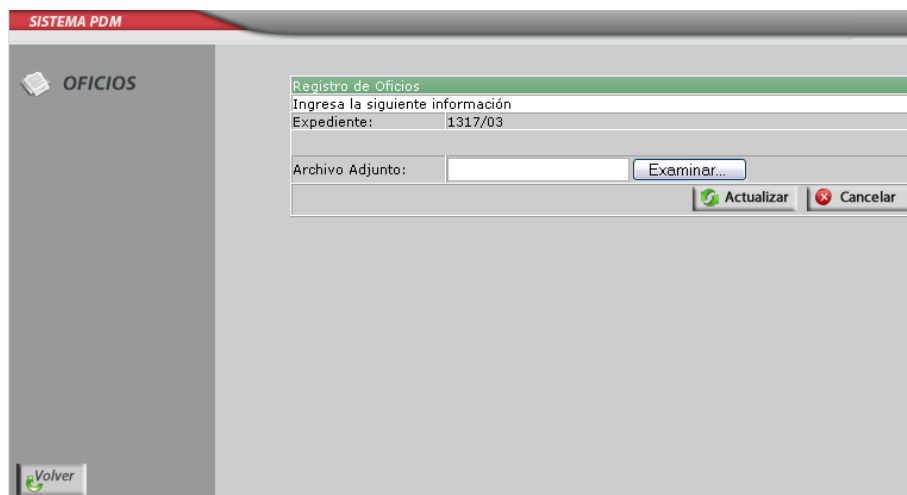 SISTEMA PDM
OFICIOS
Registro de Oficios
Ingresa la siguiente información
Expediente: 1317/03
Archivo Adjunto: Examinar...
Actualizar Cancelar
Volver